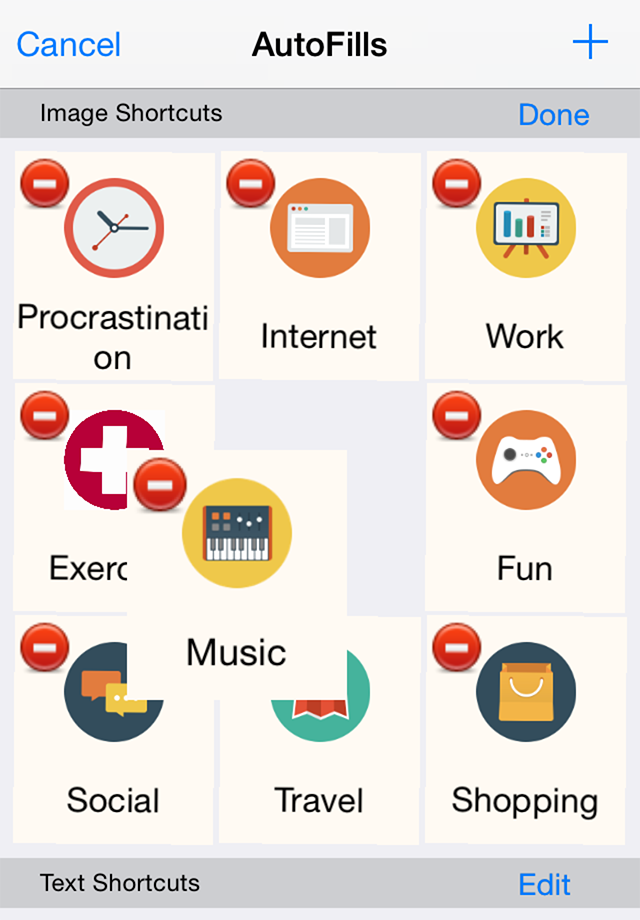 Cancel AutoFills +
Image Shortcuts Done
Procrastinati
on
Internet
Work
Exerc
Music
Fun
Social
Travel
Shopping
Text Shortcuts Edit